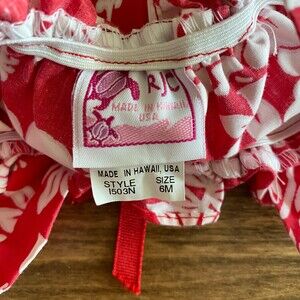 RJC
MADE IN HAWAII
USA
MADE IN HAWAII, USA
STYLE SIZE
1503N 6M